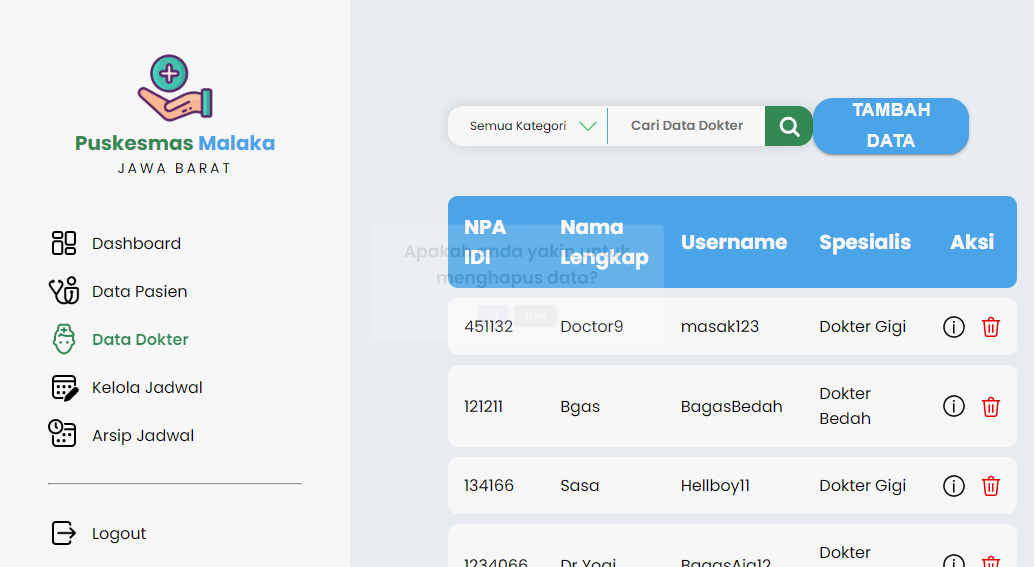 Puskesmas Malaka
JAWA BARAT
Dashboard
Data Pasien
Data Dokter
Kelola Jadwal
Arsip Jadwal
Logout
Semua Kategori
Cari Data Dokter
TAMBAH
DATA
NPA
IDI
Nama
Lengkap
Username
Spesialis
Aksi
Apakah anda yakin untuk
menghapus data?
Tidak
451132 Doctor9 masak123 Dokter Gigi
121211 Bgas BagasBedah Dokter
Bedah
134166 Sasa Hellboy11 Dokter Gigi
1234066 Dr.Yogi BagasAja12 Dokter